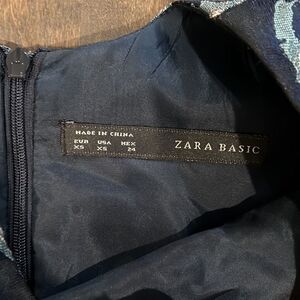 MADE IN CHINA
EUR USA MEX
XS XS 24
ZARA BASIC